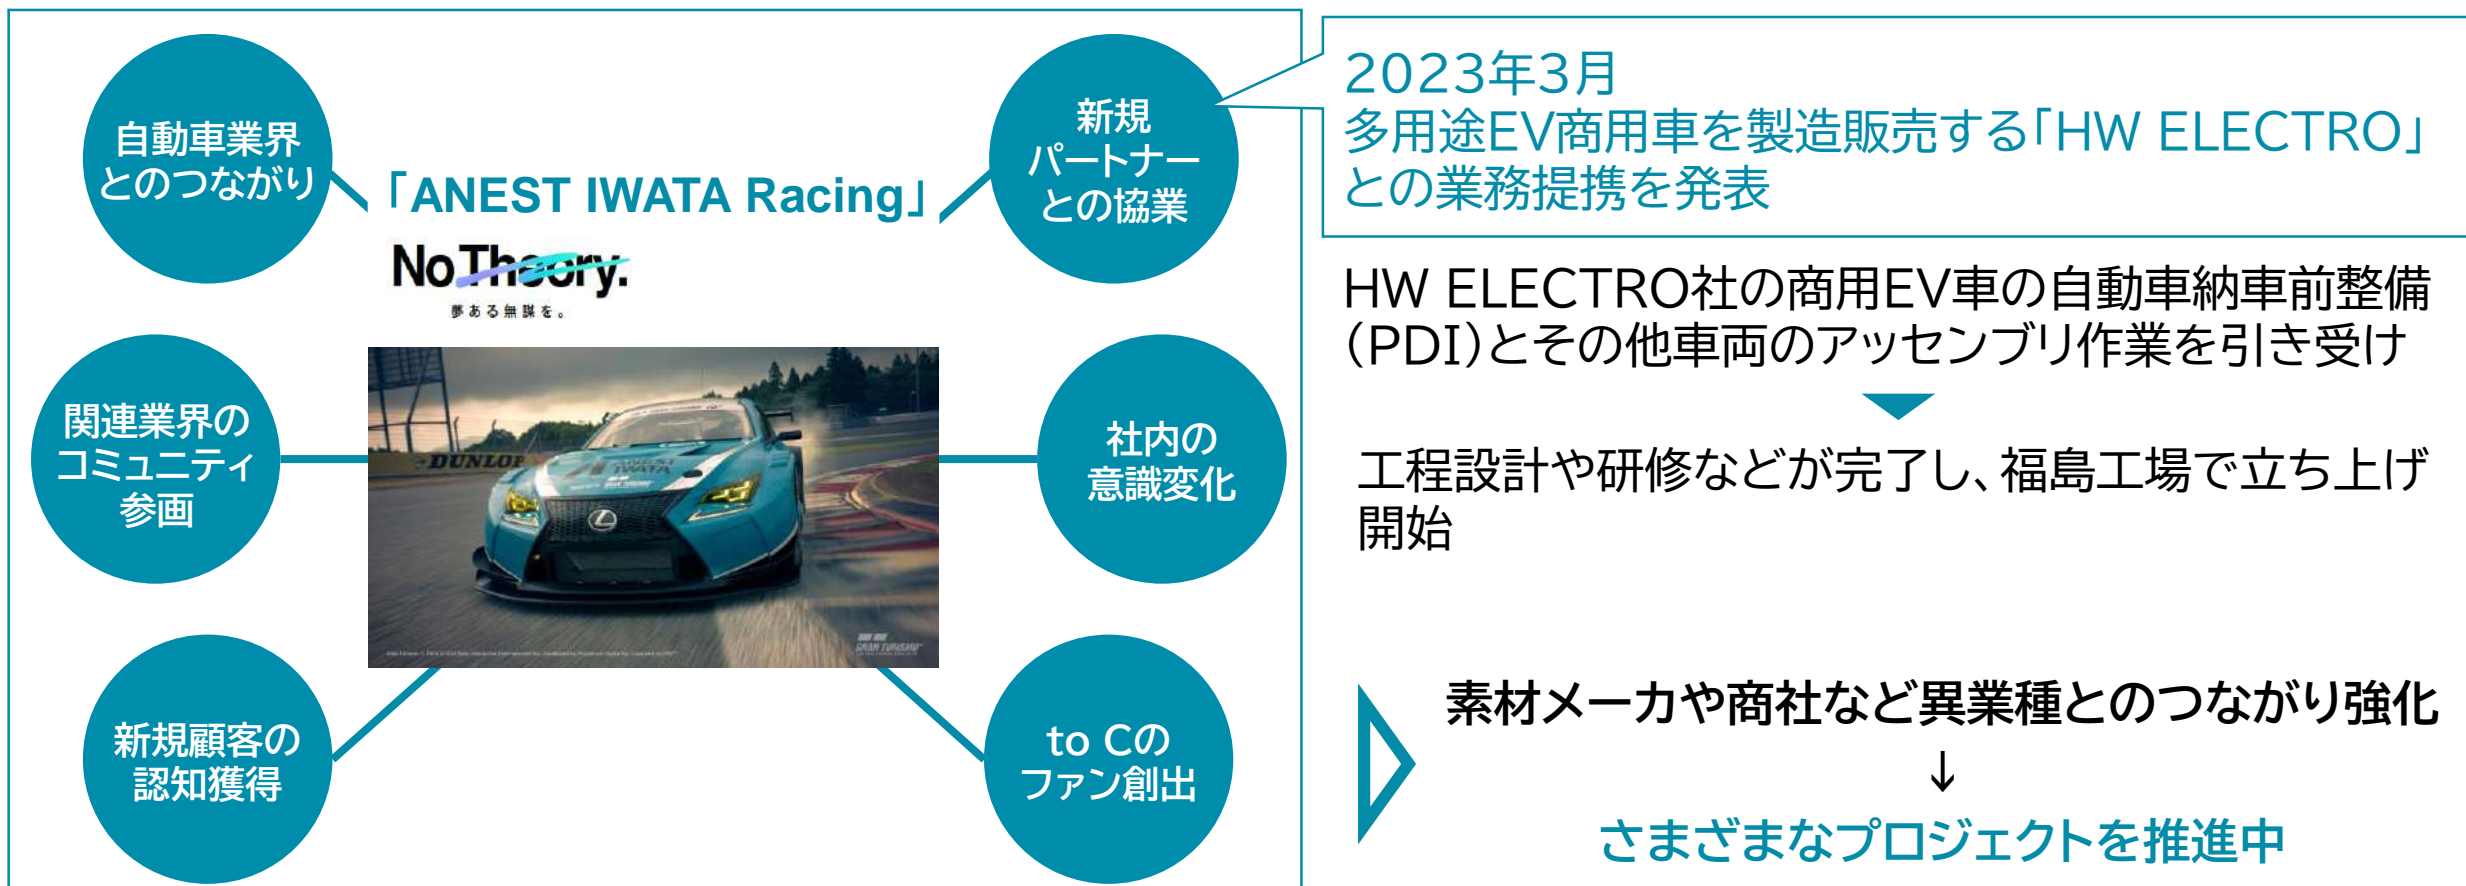 自動車業界
とのつながり
「ANEST IWATA Racing」
No Theory.
夢ある無謀を。
新規
パートナー
との協業
関連業界の
コミュニティ
参画
DUNLOP
ANEST
IWATA
GRAN TURISMO
社内の
意識変化
新規顧客の
認知獲得
to Cの
ファン創出
2023年3月
多用途EV商用車を製造販売する「HW ELECTRO」
との業務提携を発表
HW ELECTRO社の商用EV車の自動車納車前整備
（PDI）とその他車両のアッセンブリ作業を引き受け
工程設計や研修などが完了し、福島工場で立ち上げ
開始
素材メーカや商社など異業種とのつながり強化
↓
さまざまなプロジェクトを推進中